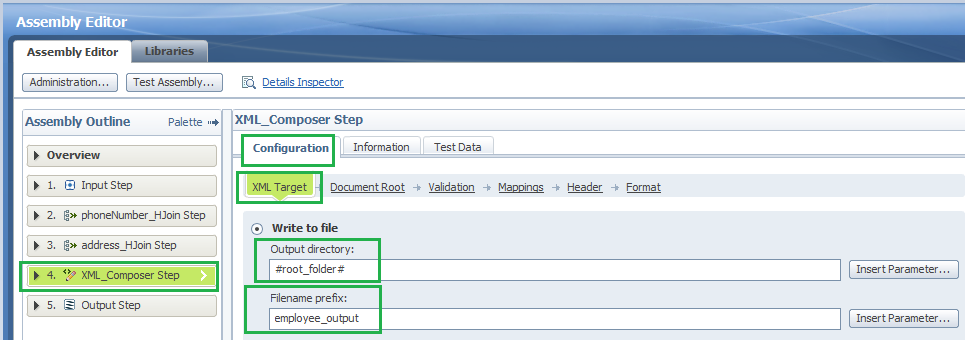 Assembly Editor
Assembly Editor Libraries
Administration... Test Assembly... Details Inspector
Assembly Outline Palette
Overview
1. Input Step
2. phoneNumber_HJoin Step
3. address_HJoin Step
4. XML_Composer Step
5. Output Step
XML_Composer Step
Configuration Information Test Data
XML Target Document Root Validation Mappings Header Format
Write to file
Output directory:
#root_folder# Insert Parameter...
Filename prefix:
employee_output Insert Parameter...